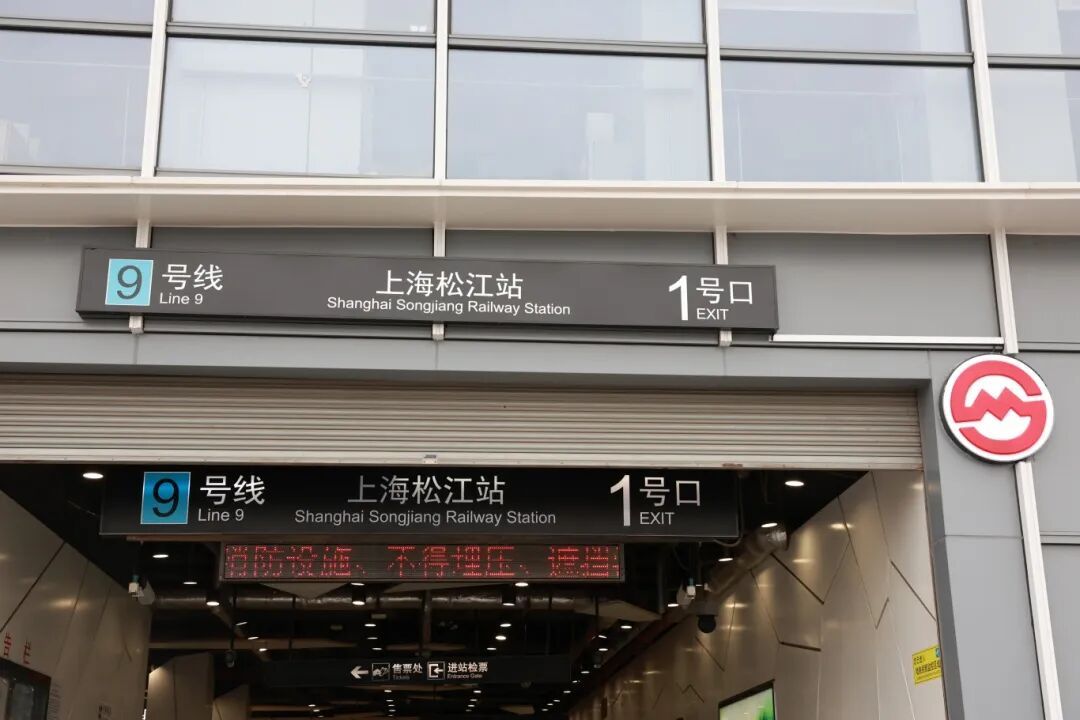 9 号线
Line 9
上海松江站
Shanghai Songjiang Railway Station
1 号口
EXIT
9 号线
Line 9
上海松江站
Shanghai Songjiang Railway Station
1 号口
EXIT
消防设施、不得埋压、遮挡
售票处
Tickets
进站检票
Entrance Gate
告栏